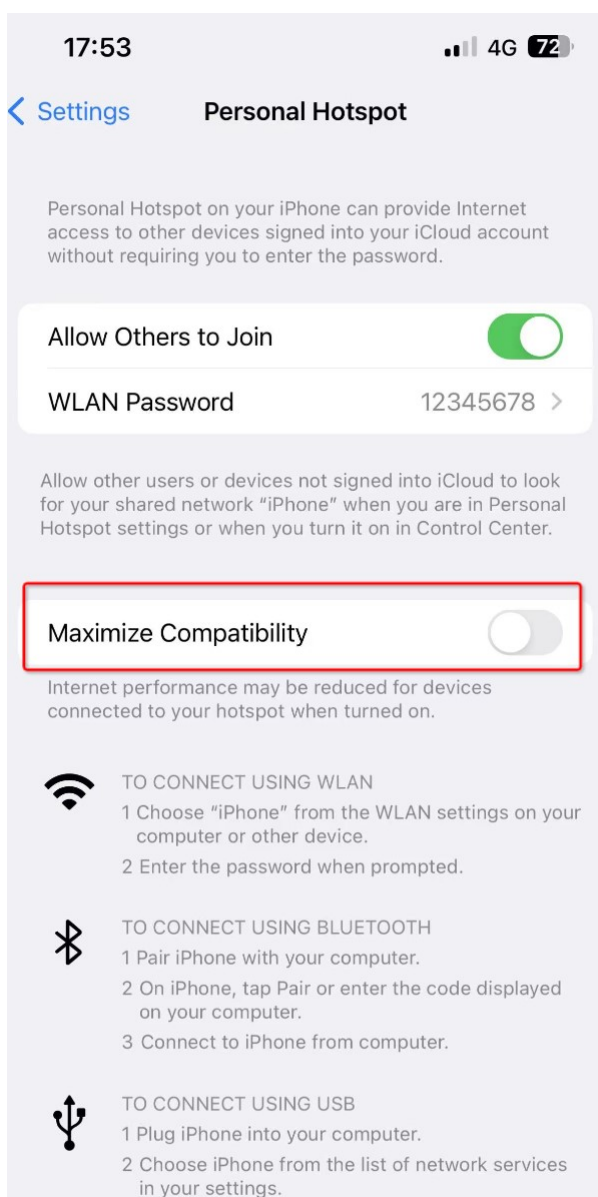 17:53 4G 72
Settings Personal Hotspot
Personal Hotspot on your iPhone can provide Internet
access to other devices signed into your iCloud account
without requiring you to enter the password.
Allow Others to Join
WLAN Password 12345678
Allow other users or devices not signed into iCloud to look
for your shared network “iPhone” when you are in Personal
Hotspot settings or when you turn it on in Control Center.
Maximize Compatibility
Internet performance may be reduced for devices
connected to your hotspot when turned on.
TO CONNECT USING WLAN
1 Choose “iPhone” from the WLAN settings on your
computer or other device.
2 Enter the password when prompted.
TO CONNECT USING BLUETOOTH
1 Pair iPhone with your computer.
2 On iPhone, tap Pair or enter the code displayed
on your computer.
3 Connect to iPhone from computer.
TO CONNECT USING USB
1 Plug iPhone into your computer.
2 Choose iPhone from the list of network services
in your settings.